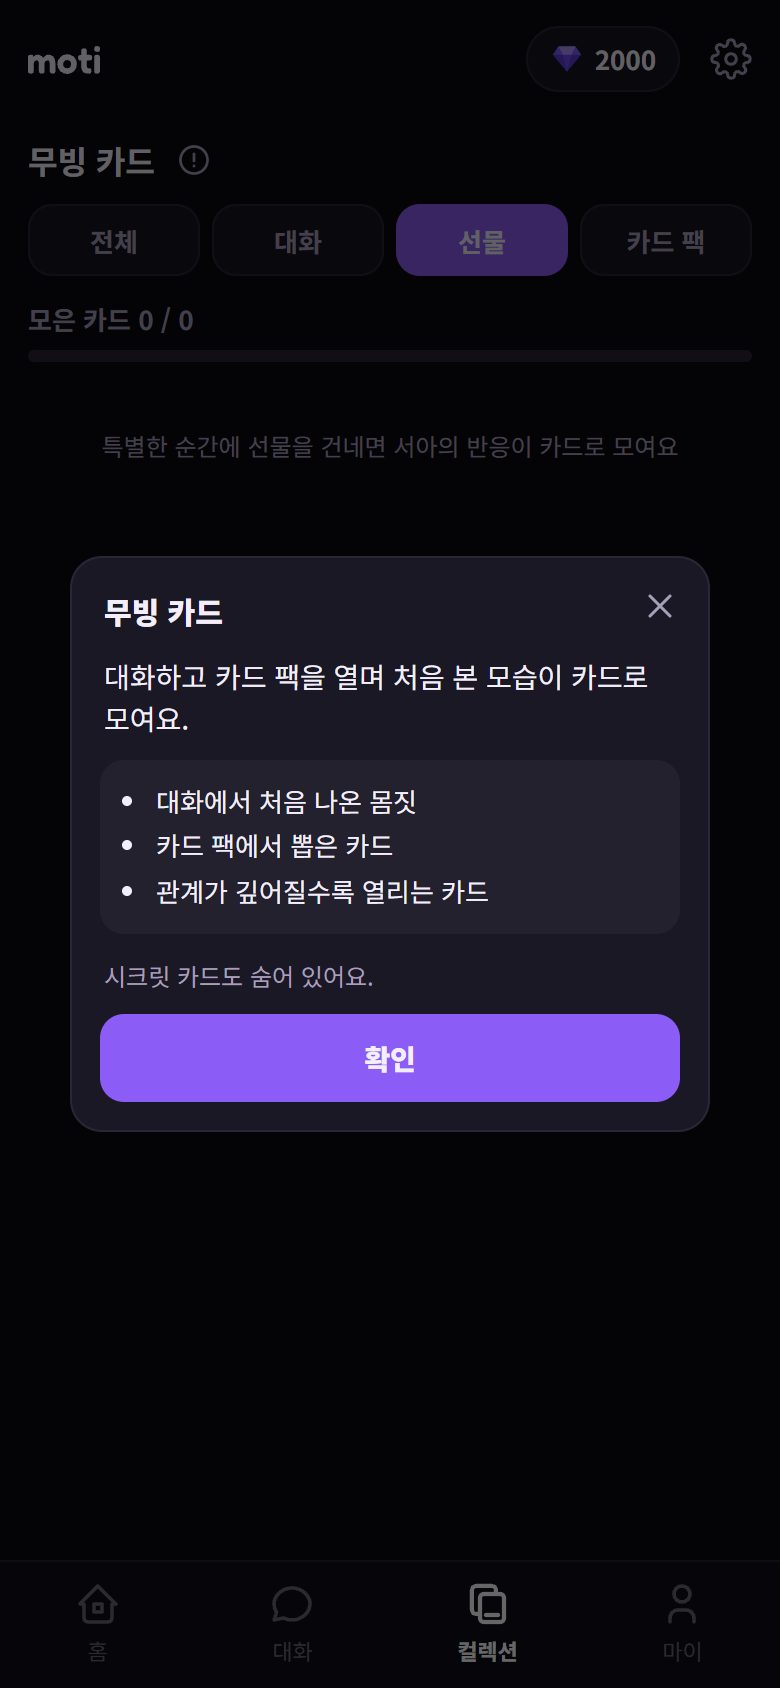 moti
2000
무빙 카드
전체
대화
선물
카드 팩
모은 카드 0 / 0
특별한 순간에 선물을 건네면 서아의 반응이 카드로 모여요
무빙 카드
대화하고 카드 팩을 열며 처음 본 모습이 카드로
모여요.
• 대화에서 처음 나온 몸짓
• 카드 팩에서 뽑은 카드
• 관계가 깊어질수록 열리는 카드
시크릿 카드도 숨어 있어요.
확인
홈
대화
컬렉션
마이